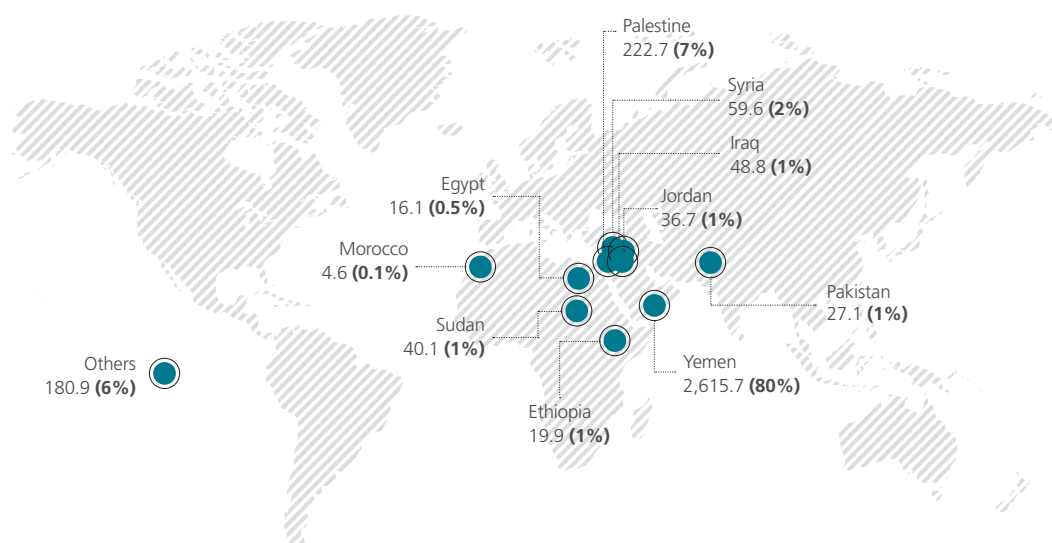 Palestine
222.7 (7%)
Syria
59.6 (2%)
Iraq
48.8 (1%)
Egypt
16.1 (0.5%)
Jordan
36.7 (1%)
Morocco
4.6 (0.1%)
Pakistan
27.1 (1%)
Sudan
40.1 (1%)
Yemen
2,615.7 (80%)
Others
180.9 (6%)
Ethiopia
19.9 (1%)